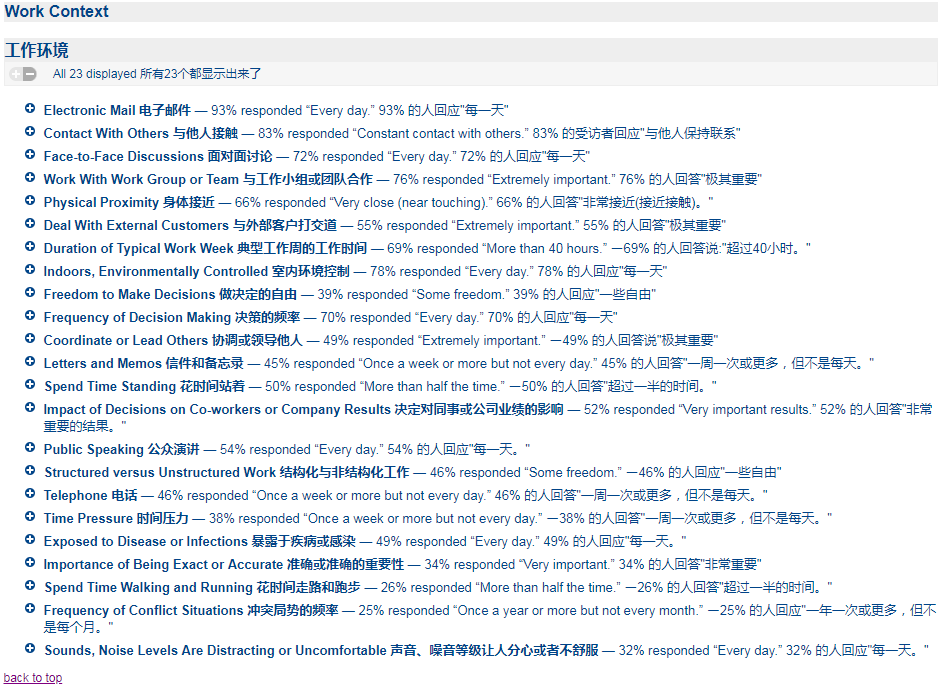 Work Context
工作环境
All 23 displayed 所有23个都显示出来了
Electronic Mail 电子邮件 — 93% responded “Every day.” 93% 的人回应"每一天"
Contact With Others 与他人接触 — 83% responded “Constant contact with others.” 83% 的受访者回应"与他人保持联系"
Face-to-Face Discussions 面对面讨论 — 72% responded “Every day.” 72% 的人回应"每一天"
Work With Work Group or Team 与工作小组或团队合作 — 76% responded “Extremely important.” 76% 的人回答"极其重要"
Physical Proximity 身体接近 — 66% responded “Very close (near touching).” 66% 的人回答"非常接近(接近接触)。"
Deal With External Customers 与外部客户打交道 — 55% responded “Extremely important.” 55% 的人回答"极其重要"
Duration of Typical Work Week 典型工作周的工作时间 — 69% responded “More than 40 hours.” —69% 的人回答说:"超过40小时。"
Indoors, Environmentally Controlled 室内环境控制 — 78% responded “Every day.” 78% 的人回应"每一天"
Freedom to Make Decisions 做决定的自由 — 39% responded “Some freedom.” 39% 的人回应"一些自由"
Frequency of Decision Making 决策的频率 — 70% responded “Every day.” 70% 的人回应"每一天"
Coordinate or Lead Others 协调或领导他人 — 49% responded “Extremely important.” —49% 的人回答说"极其重要"
Letters and Memos 信件和备忘录 — 45% responded “Once a week or more but not every day.” 45% 的人回答"一周一次或更多，但不是每天。"
Spend Time Standing 花时间站着 — 50% responded “More than half the time.” —50% 的人回答"超过一半的时间。"
Impact of Decisions on Co-workers or Company Results 决定对同事或公司业绩的影响 — 52% responded “Very important results.” 52% 的人回答"非常
重要的结果。"
Public Speaking 公众演讲 — 54% responded “Every day.” 54% 的人回应"每一天。"
Structured versus Unstructured Work 结构化与非结构化工作 — 46% responded “Some freedom.” —46% 的人回应"一些自由"
Telephone 电话 — 46% responded “Once a week or more but not every day.” 46% 的人回答"一周一次或更多，但不是每天。"
Time Pressure 时间压力 — 38% responded “Once a week or more but not every day.” —38% 的人回答"一周一次或更多，但不是每天。"
Exposed to Disease or Infections 暴露于疾病或感染 — 49% responded “Every day.” 49% 的人回应"每一天。"
Importance of Being Exact or Accurate 准确或准确的重要性 — 34% responded “Very important.” 34% 的人回答"非常重要"
Spend Time Walking and Running 花时间走路和跑步 — 26% responded “More than half the time.” —26% 的人回答"超过一半的时间。"
Frequency of Conflict Situations 冲突局势的频率 — 25% responded “Once a year or more but not every month.” —25% 的人回应"一年一次或更多，但不
是每个月。"
Sounds, Noise Levels Are Distracting or Uncomfortable 声音、噪音等级让人分心或者不舒服 — 32% responded “Every day.” 32% 的人回应"每一天。"
back to top